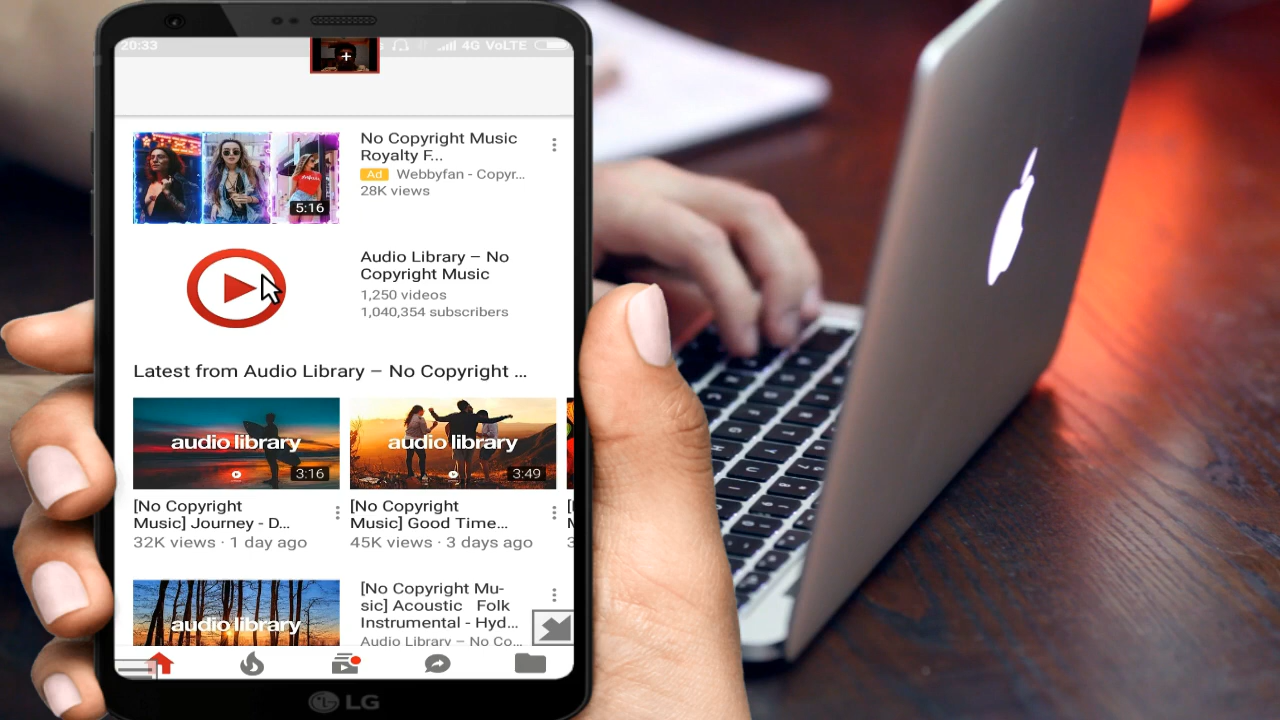 20:33
4G VoLTE
No Copyright Music
Royalty F...
Ad Webbyfan - Copyr...
28K views
5:16
Audio Library – No
Copyright Music
1,250 videos
1,040,354 subscribers
Latest from Audio Library – No Copyright ...
audio library
3:16
audio library
3:49
[No Copyright
Music] Journey - D...
32K views · 1 day ago
[No Copyright
Music] Good Time...
45K views · 3 days ago
audio library
[No Copyright Mu-
sic] Acoustic Folk
Instrumental - Hyd...
Audio Library – No Co...
LG